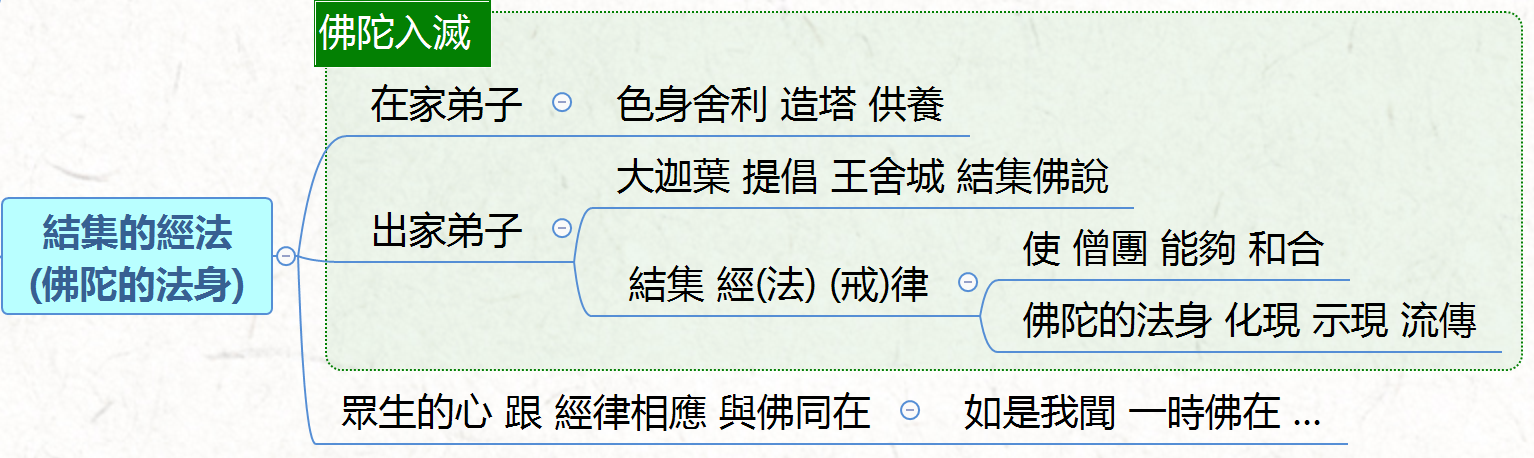 佛陀入滅
在家弟子
色身舍利 造塔 供養
大迦葉 提倡 王舍城 結集佛說
出家弟子
結集 經(法) (戒)律
使 僧團 能夠 和合
佛陀的法身 化現 示現 流傳
結集的經法
(佛陀的法身)
眾生的心 跟 經律相應 與佛同在
如是我聞 一時佛在 ...